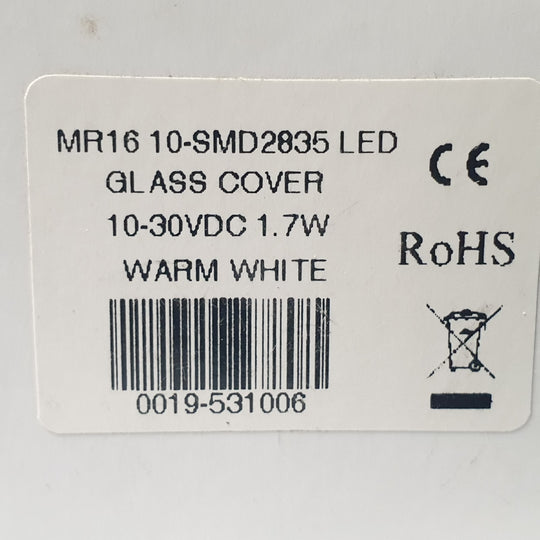 MR16 10-SMD2835 LED
GLASS COVER
10-30VDC 1.7W
WARM WHITE
0019-531006
CE
RoHS